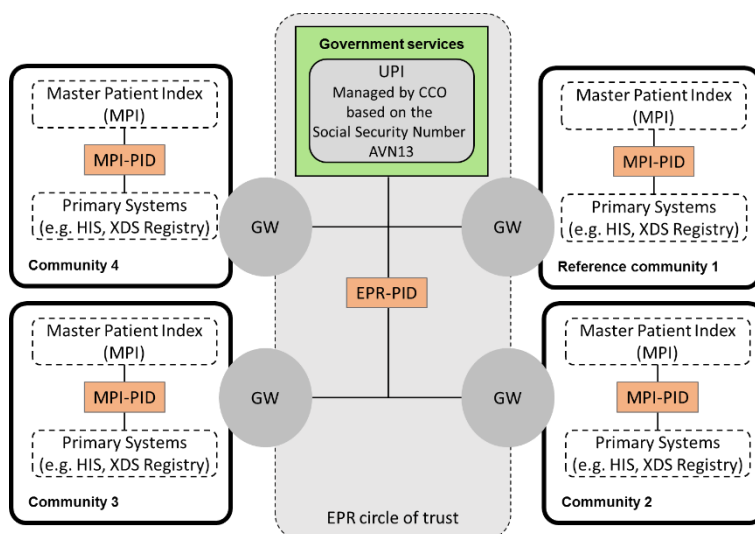 Government services
UPI
Managed by CCO
based on the
Social Security Number
AVN13
Master Patient Index
(MPI)
MPI-PID
Primary Systems
(e.g. HIS, XDS Registry)
Community 4
GW
GW
Master Patient Index
(MPI)
MPI-PID
Primary Systems
(e.g. HIS, XDS Registry)
Reference community 1
EPR-PID
Master Patient Index
(MPI)
MPI-PID
Primary Systems
(e.g. HIS, XDS Registry)
Community 3
GW
GW
Master Patient Index
(MPI)
MPI-PID
Primary Systems
(e.g. HIS, XDS Registry)
Community 2
EPR circle of trust